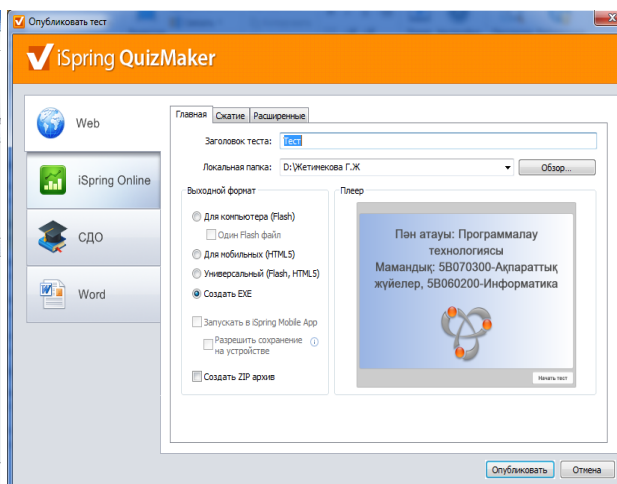 Опубликовать тест
iSpring QuizMaker
Web
iSpring Online
СДО
Word
Главная Сжатие Расширенные
Заголовок теста: Тест
Локальная папка: D:\Жетимекова Г.Ж Обзор...
Выходной формат
Для компьютера (Flash)
Один Flash файл
Для мобильных (HTML5)
Универсальный (Flash, HTML5)
Создать EXE
Запускать в iSpring Mobile App
Разрешить сохранение
на устройстве
Создать ZIP архив
Плеер
Пән атауы: Программалау
технологиясы
Мамандық: 5В070300-Ақпараттық
жүйелер, 5В060200-Информатика
Начать тест
Опубликовать Отмена